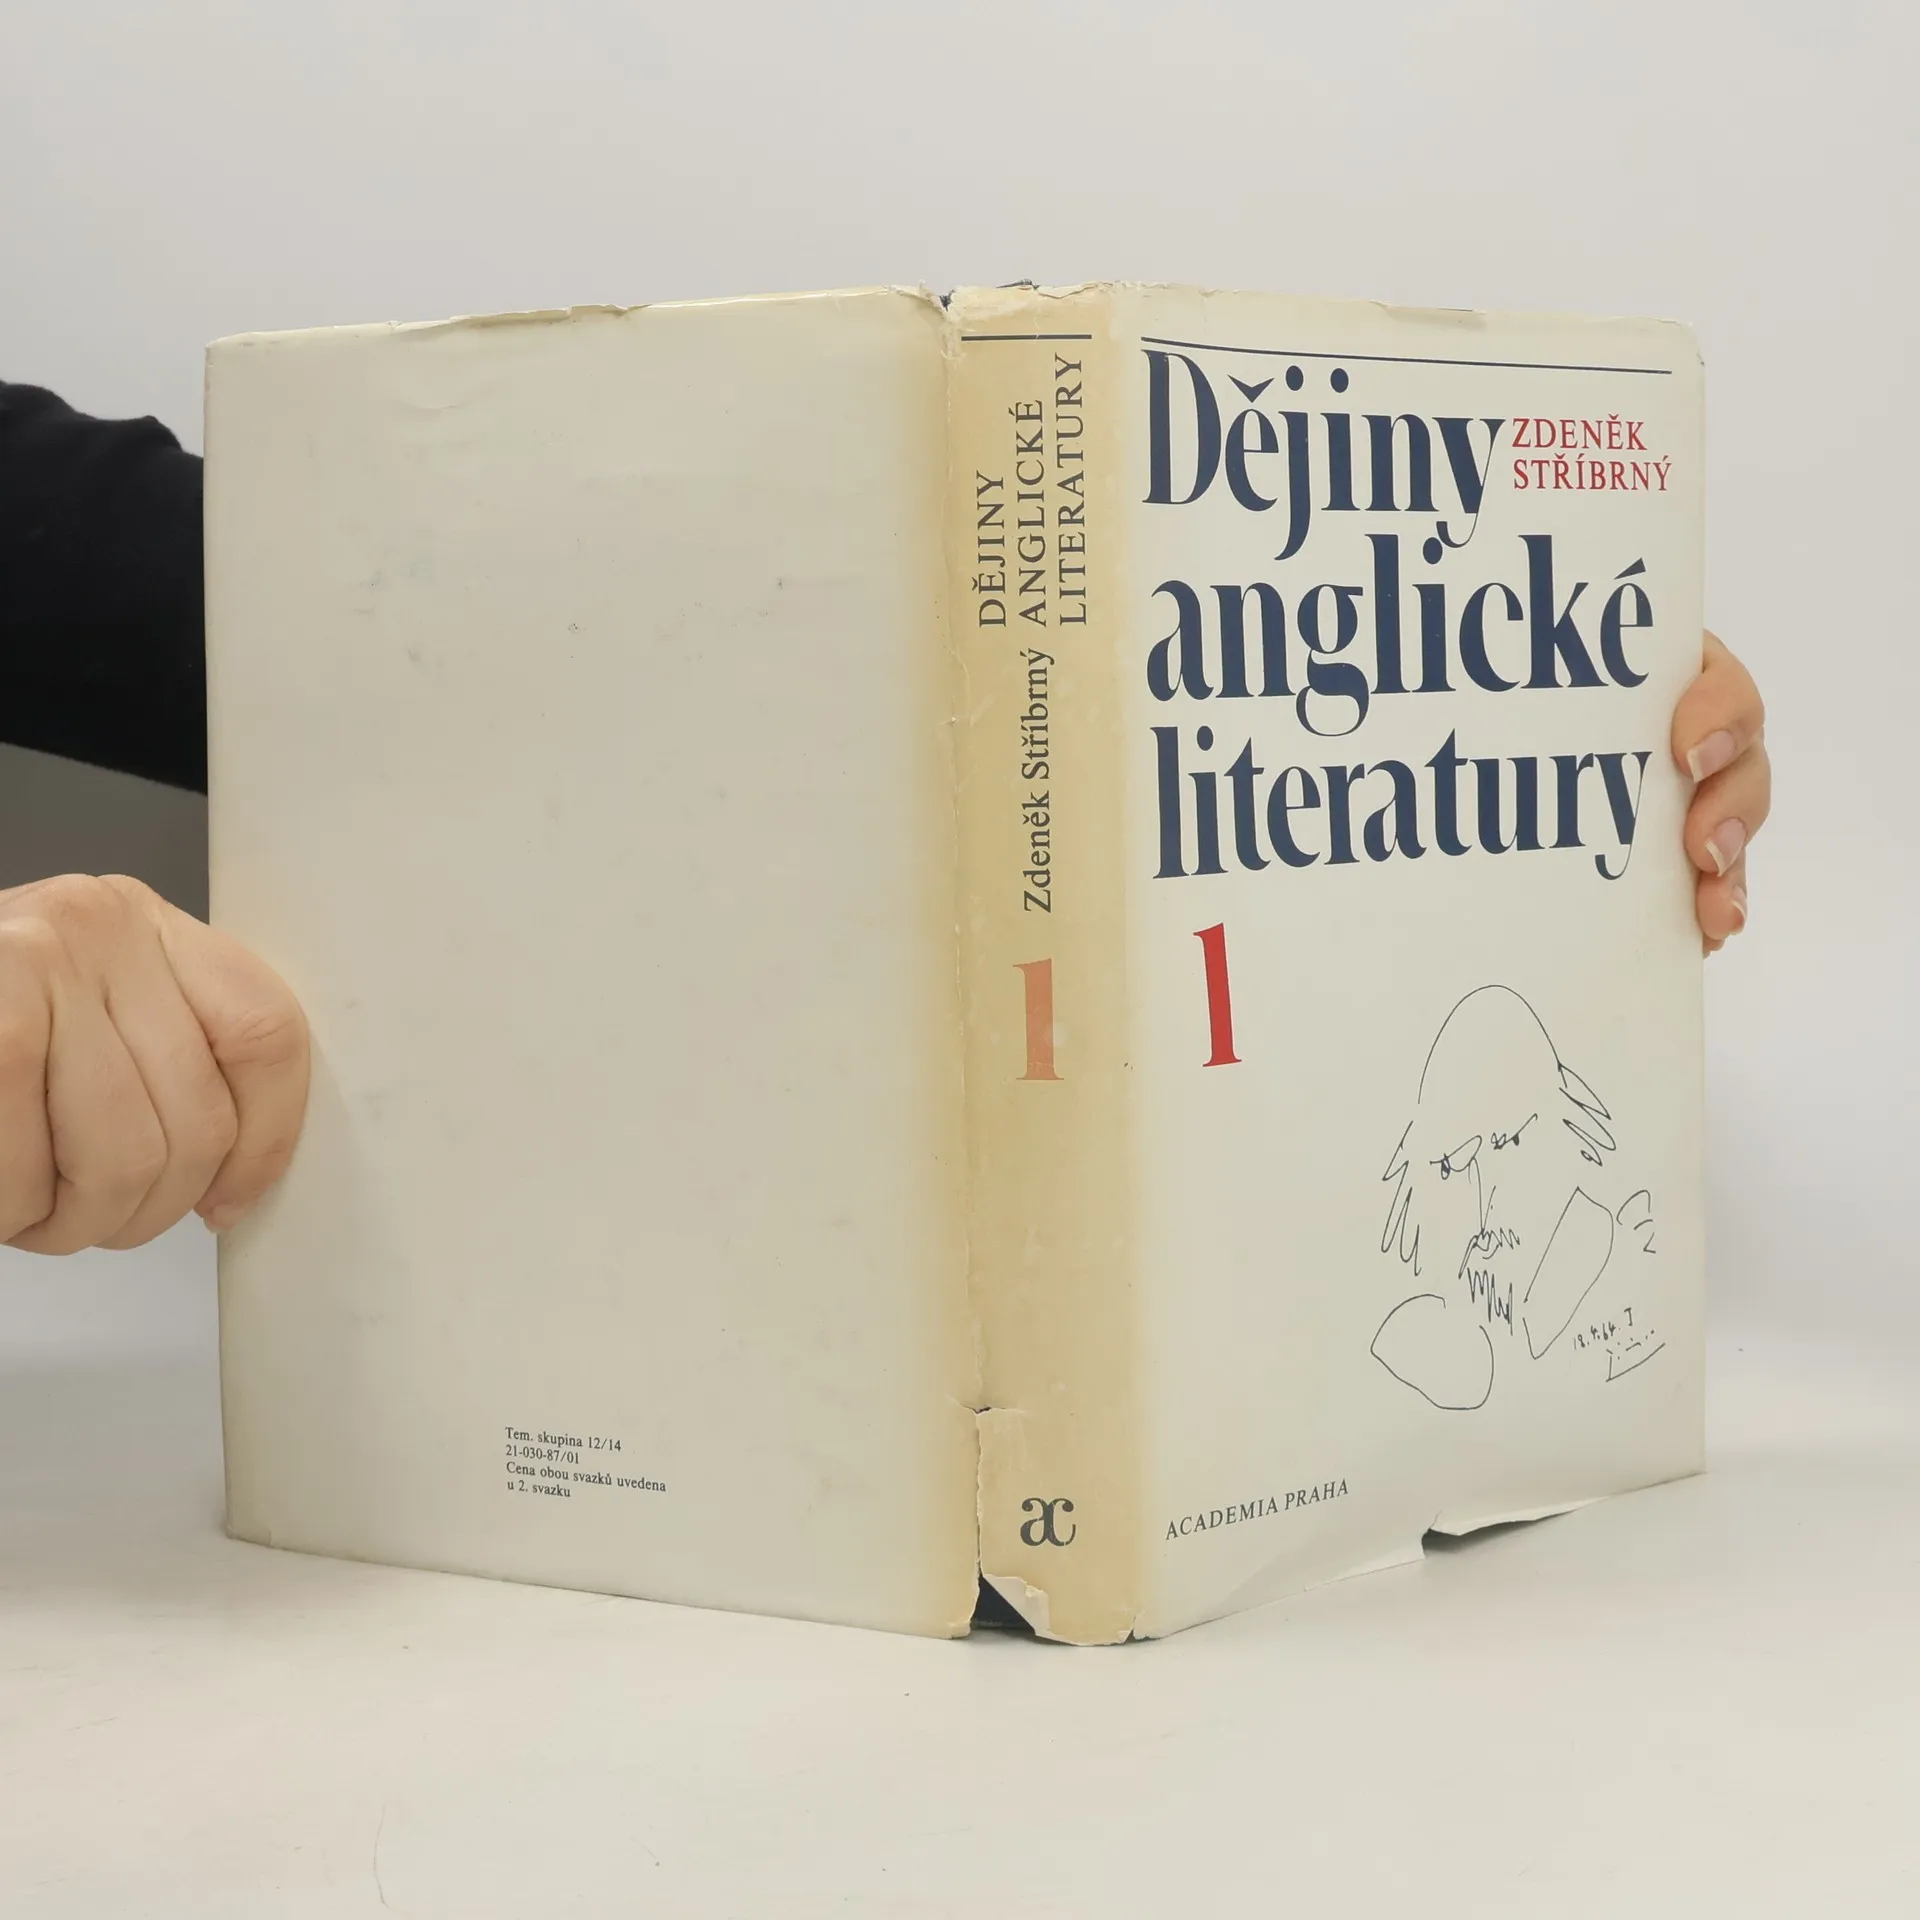 Dějiny
ZDENĚK
STŘÍBRNÝ
anglické
literatury
1
18.4.64. I
ACADEMIA PRAHA
DĚJINY
ANGLICKÉ
LITERATURY
Zdeněk Stříbrný
1
ac
Tem. skupina 12/14
21-030-87/01
Cena obou svazků uvedena
u 2. svazku